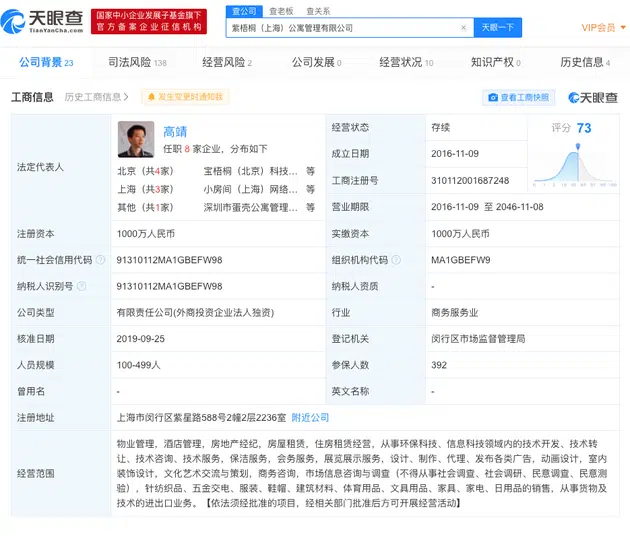 天眼查
TianYanCha.com
国家中小企业发展子基金旗下
官方备案企业征信机构
查公司 查老板 查关系
紫梧桐（上海）公寓管理有限公司 × 天眼一下
VIP会员
公司背景 23 司法风险 138 经营风险 2 公司发展 0 经营状况 10 知识产权 0 历史信息 4
工商信息 历史工商信息 > 发生变更时通知我 查看工商快照 天眼查
法定代表人
高靖
任职 8 家企业，分布如下
北京（共4家） 宝梧桐（北京）科技... 等
上海（共3家） 小房间（上海）网络... 等
其他（共1家） 深圳市蛋壳公寓管理... 等
经营状态 存续
评分 73
成立日期 2016-11-09
工商注册号 310112001687248
营业期限 2016-11-09 至 2046-11-08
注册资本 1000万人民币 实缴资本 1000万人民币
统一社会信用代码 ? 91310112MA1GBEFW98 组织机构代码 ? MA1GBEFW9
纳税人识别号 ? 91310112MA1GBEFW98 纳税人资质 -
公司类型 有限责任公司(外商投资企业法人独资) 行业 商务服务业
核准日期 2019-09-25 登记机关 闵行区市场监督管理局
人员规模 100-499人 参保人数 392
曾用名 - 英文名称 -
注册地址 上海市闵行区紫星路588号2幢2层2236室 附近公司
经营范围
物业管理，酒店管理，房地产经纪，房屋租赁，住房租赁经营，从事环保科技、信息科技领域内的技术开发、技术转
让、技术咨询、技术服务，保洁服务，会务服务，展览展示服务，设计、制作、代理、发布各类广告，动画设计，室内
装饰设计，文化艺术交流与策划，商务咨询，市场信息咨询与调查（不得从事社会调查、社会调研、民意调查、民意测
验），针纺织品、五金交电、服装、鞋帽、建筑材料、体育用品、文具用品、家具、家电、日用品的销售，从事货物及
技术的进出口业务。【依法须经批准的项目，经相关部门批准后方可开展经营活动】